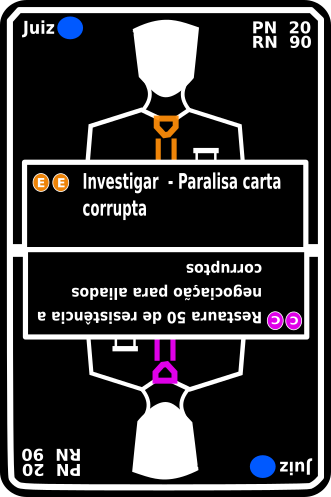 Juiz
PN 20
RN 90
E E Investigar - Paralisa carta
corrupta
C C Restaura 50 de resistência a
negociação para aliados
corruptos
Juiz
PN 20
RN 90